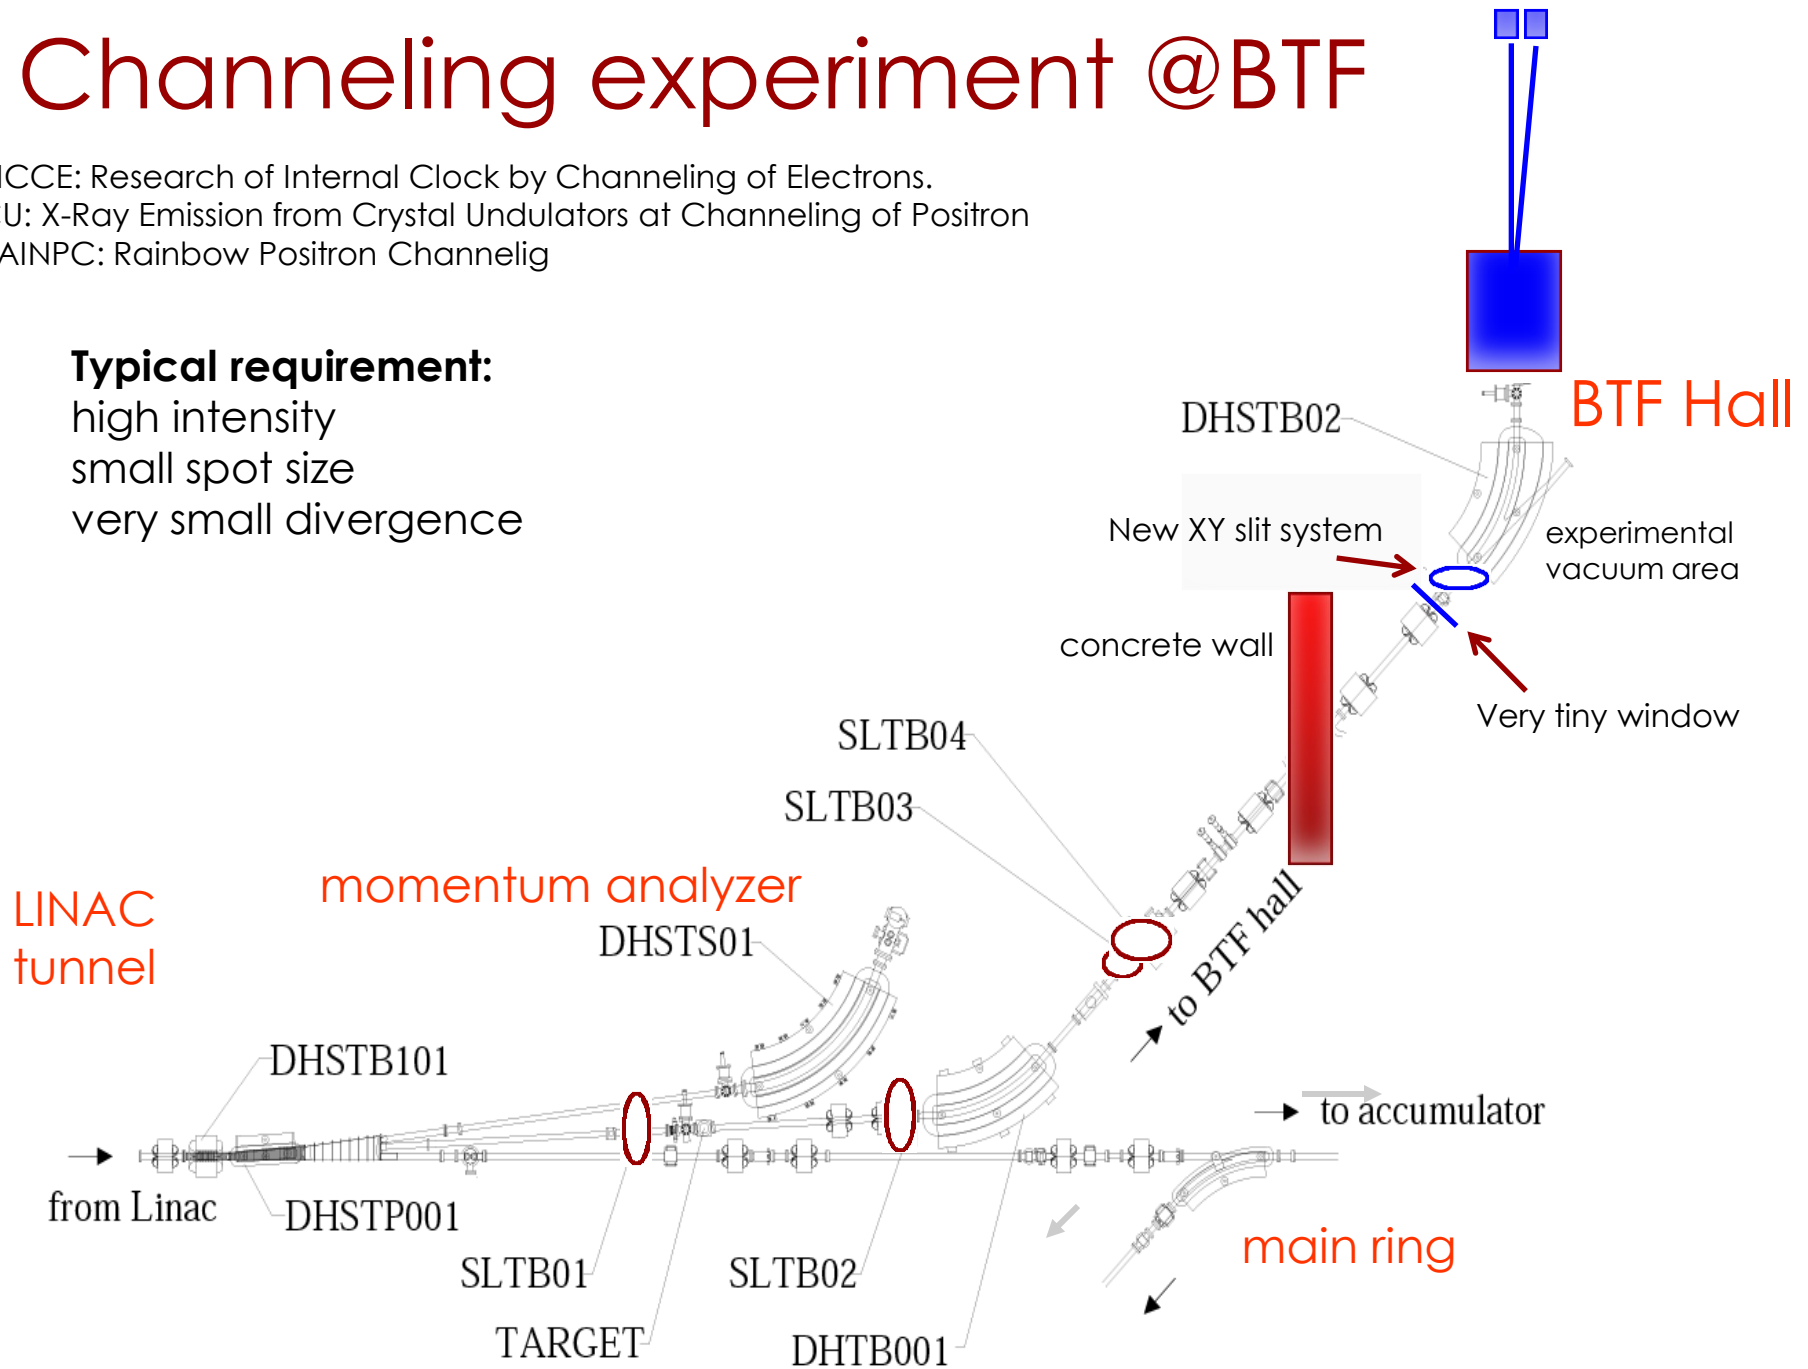 Channeling experiment @BTF
ICCE: Research of Internal Clock by Channeling of Electrons.
CU: X-Ray Emission from Crystal Undulators at Channeling of Positron
AINPC: Rainbow Positron Channelig
Typical requirement:
high intensity
small spot size
very small divergence
BTF Hall
DHSTB02
New XY slit system
experimental
vacuum area
concrete wall
Very tiny window
SLTB04
SLTB03
momentum analyzer
LINAC
tunnel
DHSTS01
to BTF hall
DHSTB101
to accumulator
from Linac
DHSTP001
main ring
SLTB01
SLTB02
TARGET
DHTB001